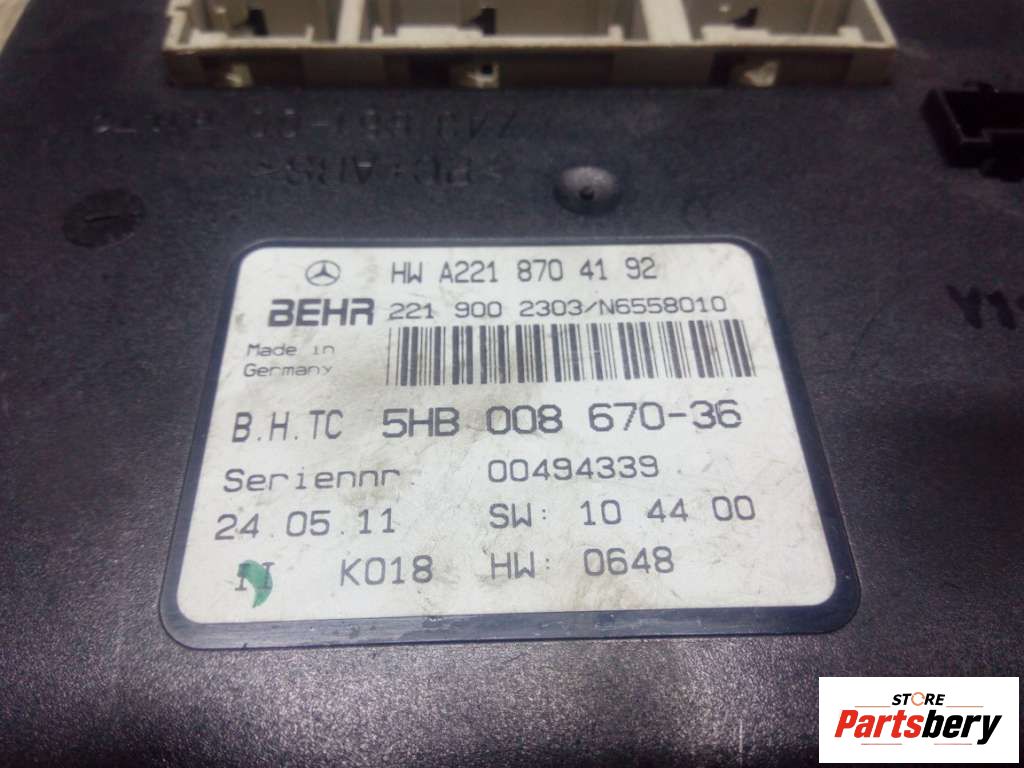 HW A221 870 41 92
BEHR 221 900 2303/N6558010
Made in
Germany
B.H.TC 5HB 008 670-36
Seriennr. 00494339
24.05.11 SW: 10 44 00
II K018 HW: 0648
STORE
Partsbery